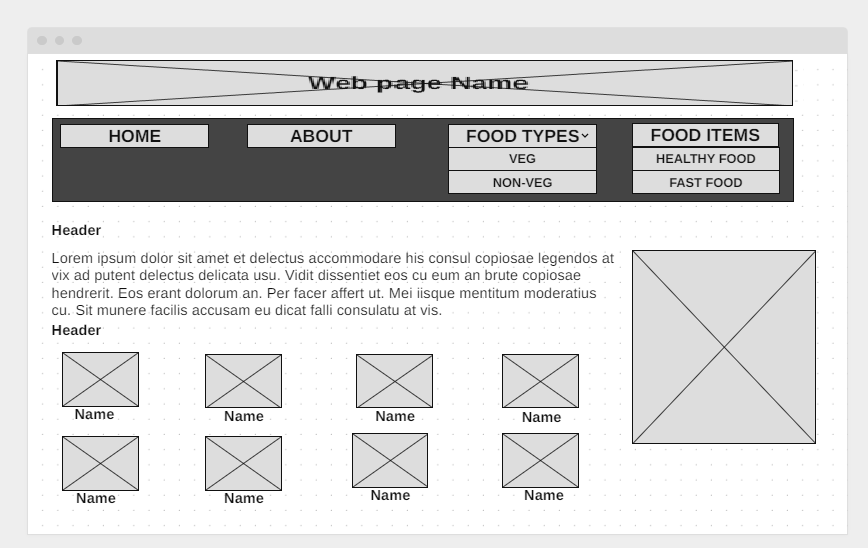 Web page Name
HOME
ABOUT
FOOD TYPES
FOOD ITEMS
VEG
HEALTHY FOOD
NON-VEG
FAST FOOD
Header
Lorem ipsum dolor sit amet et delectus accommodare his consul copiosae legendos at
vix ad putent delectus delicata usu. Vidit dissentiet eos cu eum an brute copiosae
hendrerit. Eos erant dolorum an. Per facer affert ut. Mei iisque mentitum moderatius
cu. Sit munere facilis accusam eu dicat falli consulatu at vis.
Header
Name
Name
Name
Name
Name
Name
Name
Name